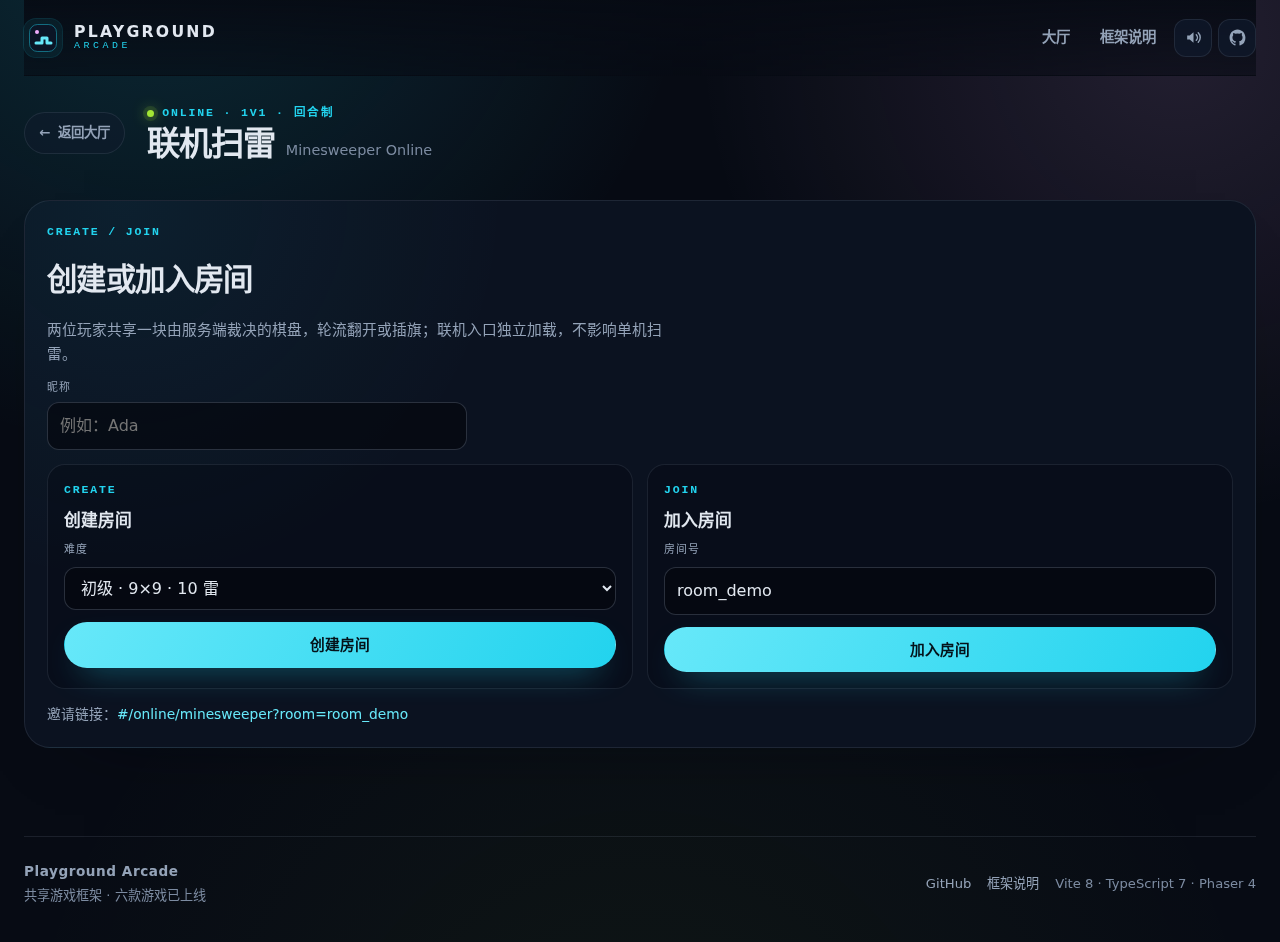 PLAYGROUND
ARCADE
大厅
框架说明
← 返回大厅
ONLINE · 1V1 · 回合制
联机扫雷 Minesweeper Online
CREATE / JOIN
创建或加入房间
两位玩家共享一块由服务端裁决的棋盘，轮流翻开或插旗；联机入口独立加载，不影响单机扫
雷。
昵称
例如：Ada
CREATE
创建房间
难度
初级 · 9×9 · 10 雷
创建房间
JOIN
加入房间
房间号
room_demo
加入房间
邀请链接：#/online/minesweeper?room=room_demo
Playground Arcade
共享游戏框架 · 六款游戏已上线
GitHub 框架说明 Vite 8 · TypeScript 7 · Phaser 4